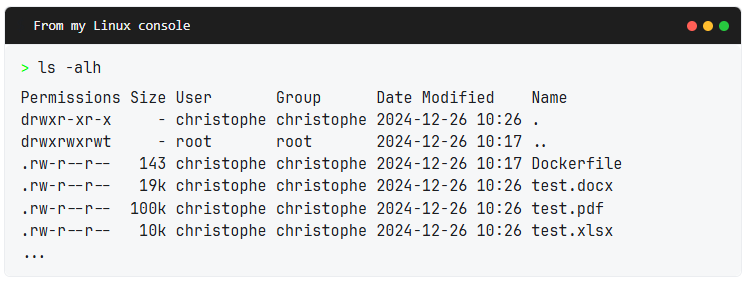 From my Linux console
> ls -alh
Permissions Size User Group Date Modified Name
drwxr-xr-x - christophe christophe 2024-12-26 10:26 .
drwxrwxrwt - root root 2024-12-26 10:17 ..
.rw-r--r-- 143 christophe christophe 2024-12-26 10:17 Dockerfile
.rw-r--r-- 19k christophe christophe 2024-12-26 10:26 test.docx
.rw-r--r-- 100k christophe christophe 2024-12-26 10:26 test.pdf
.rw-r--r-- 10k christophe christophe 2024-12-26 10:26 test.xlsx
...